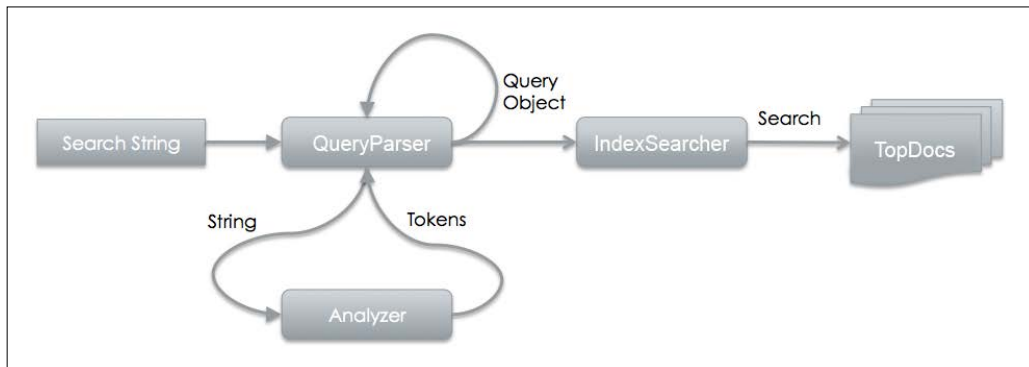 Query
Object
Search String
QueryParser
IndexSearcher
Search
TopDocs
String
Tokens
Analyzer